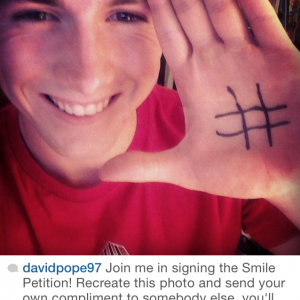 #
davidpope97 Join me in signing the Smile
Petition! Recreate this photo and send your
own compliment to somebody else, you'll